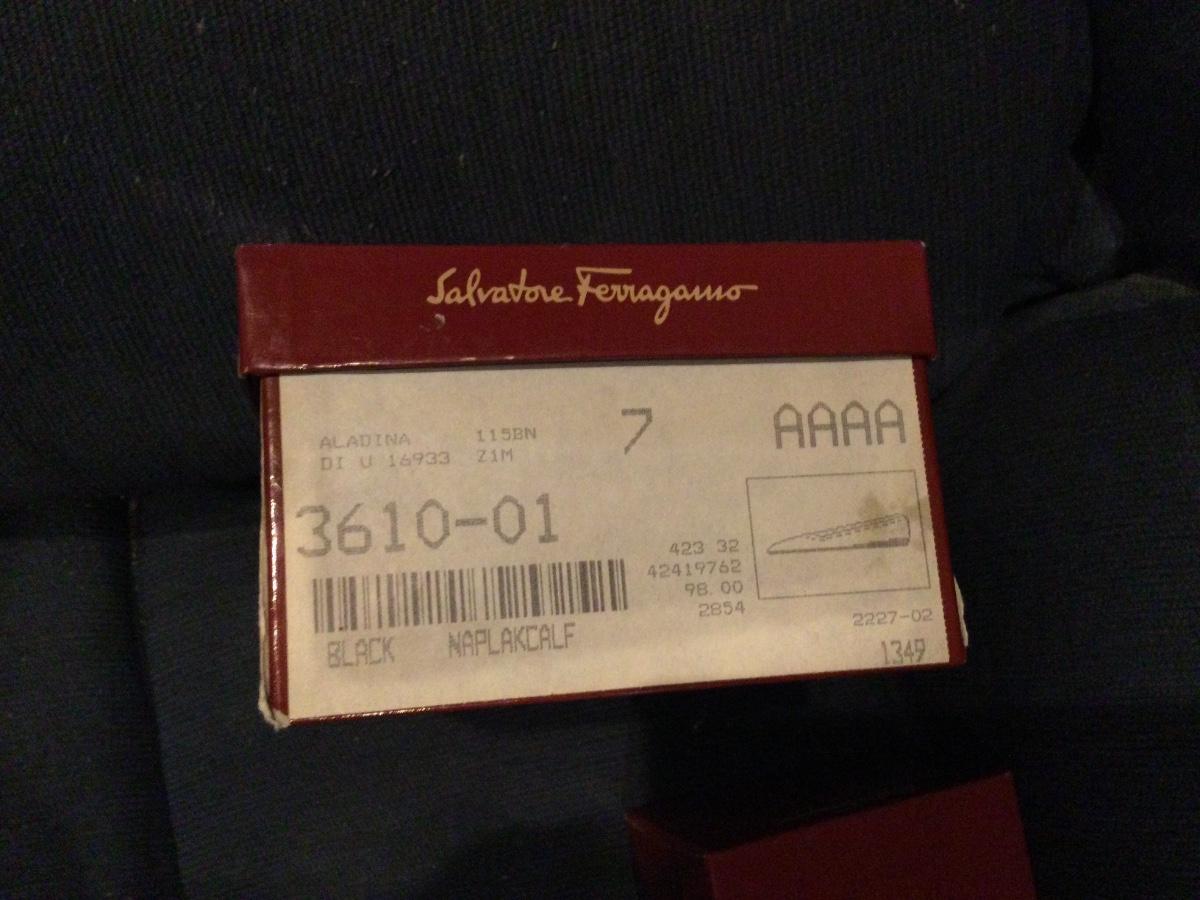 Salvatore Ferragamo
ALADINA 115BN
DI U 16933 Z1M
7
AAAA
3610-01
423 32
42419762
98.00
2854
BLACK NAPLAKCALF
2227-02
1349